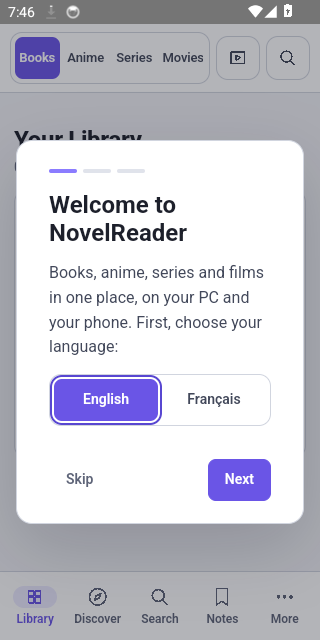 7:46
Books
Anime
Series
Movies
Your Library
Welcome to
NovelReader
Books, anime, series and films
in one place, on your PC and
your phone. First, choose your
language:
English
Français
Skip
Next
Library
Discover
Search
Notes
More